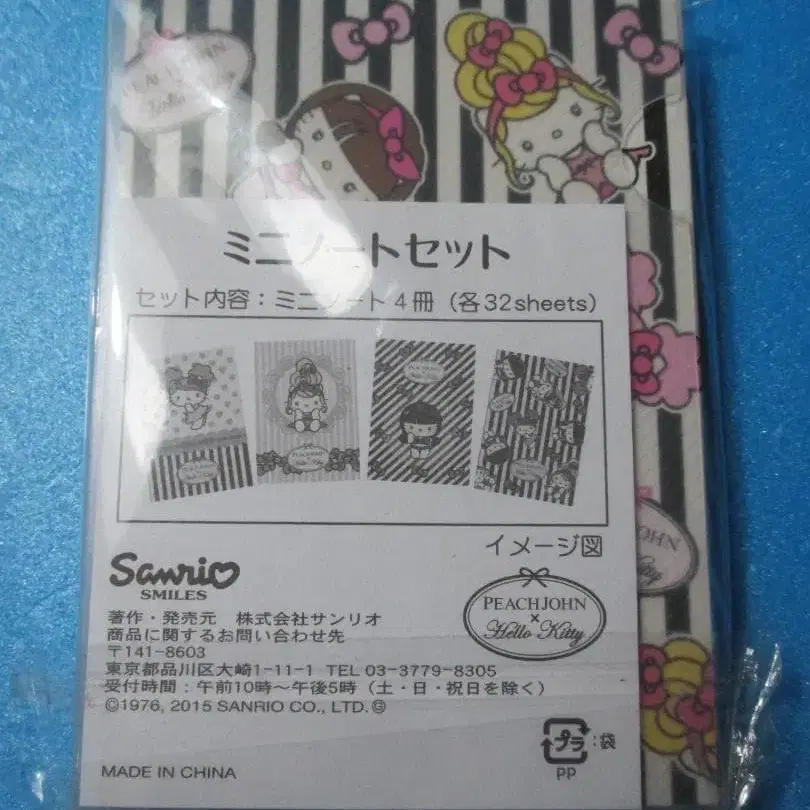 PEACH JOHN
Hello Kitty
ミニノートセット
セット内容：ミニノート4冊（各32sheets）
イメージ図
Sanrio
SMILES
著作・発売元　株式会社サンリオ
商品に関するお問い合わせ先
〒141-8603
東京都品川区大崎1-11-1 TEL 03-3779-8305
受付時間：午前10時～午後5時（土・日・祝日を除く）
©1976, 2015 SANRIO CO., LTD. Ⓖ
PEACH JOHN
×
Hello Kitty
JOHN
Kitty
プラ：袋
PP
MADE IN CHINA